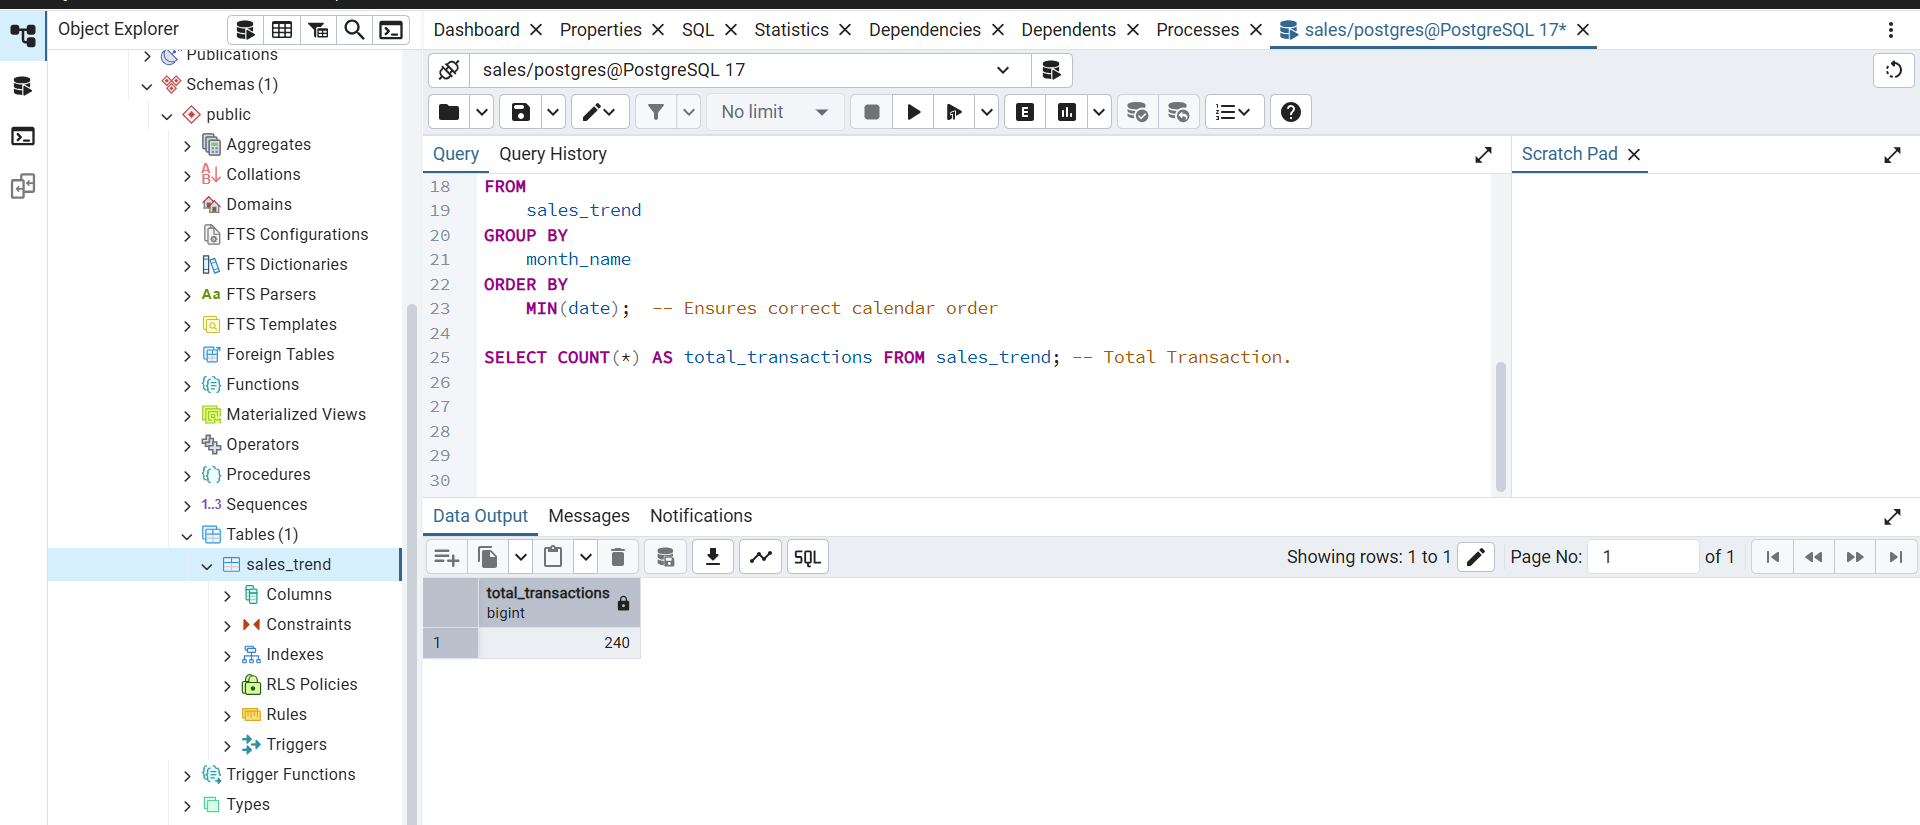 Object Explorer
Publications
Schemas (1)
public
Aggregates
Collations
Domains
FTS Configurations
FTS Dictionaries
Aa FTS Parsers
FTS Templates
Foreign Tables
Functions
Materialized Views
Operators
Procedures
1..3 Sequences
Tables (1)
sales_trend
Columns
Constraints
Indexes
RLS Policies
Rules
Triggers
Trigger Functions
Types
Dashboard Properties SQL Statistics Dependencies Dependents Processes sales/postgres@PostgreSQL 17*
sales/postgres@PostgreSQL 17
No limit E
Query Query History
Scratch Pad
18 FROM
19 sales_trend
20 GROUP BY
21 month_name
22 ORDER BY
23 MIN(date); -- Ensures correct calendar order
24
25 SELECT COUNT(*) AS total_transactions FROM sales_trend; -- Total Transaction.
26
27
28
29
30
Data Output Messages Notifications
SQL Showing rows: 1 to 1 Page No: 1 of 1
total_transactions
bigint
1 240